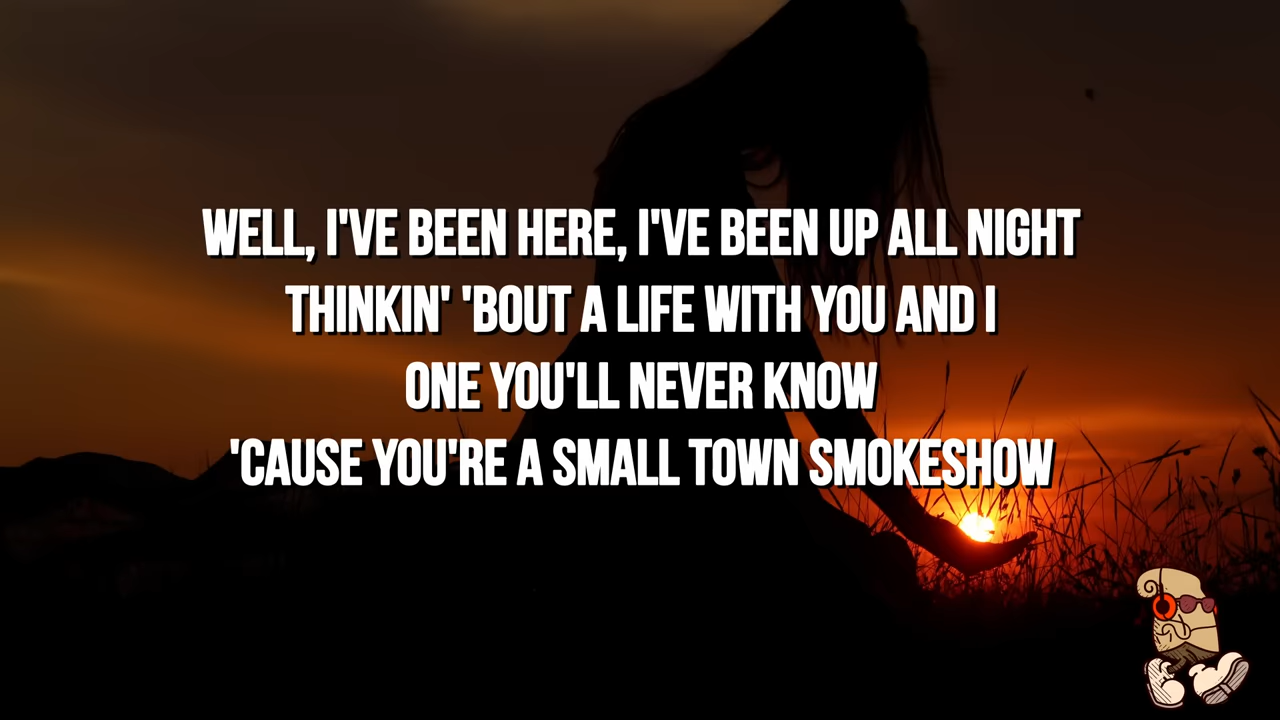 WELL, I'VE BEEN HERE, I'VE BEEN UP ALL NIGHT
THINKIN' 'BOUT A LIFE WITH YOU AND I
ONE YOU'LL NEVER KNOW
'CAUSE YOU'RE A SMALL TOWN SMOKESHOW